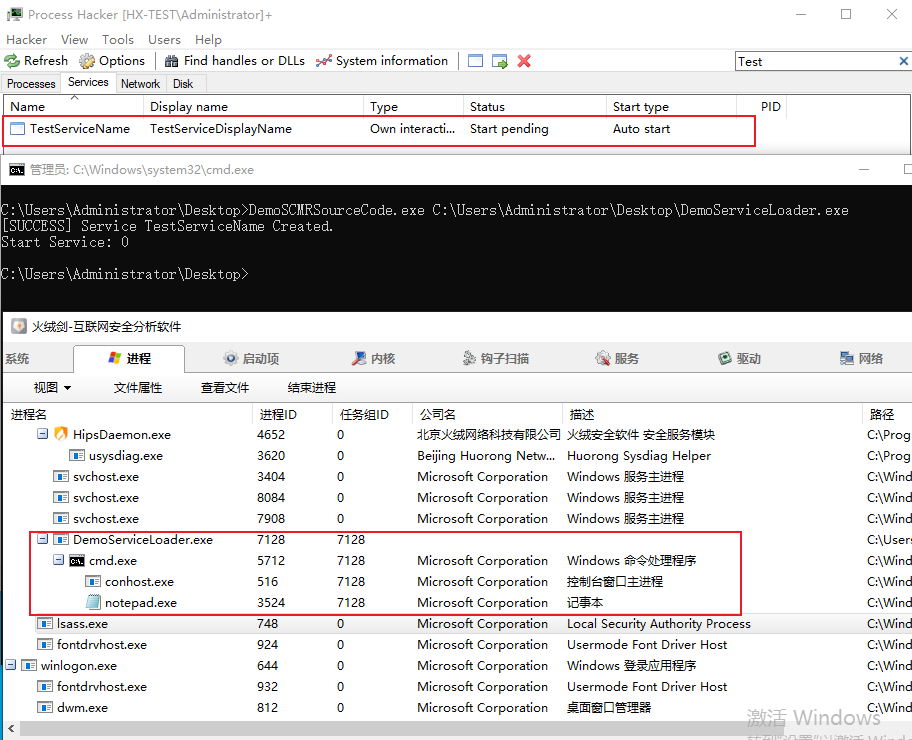 Process Hacker [HX-TEST\Administrator]+
Hacker View Tools Users Help
Refresh Options Find handles or DLLs System information Test
Processes Services Network Disk
Name Display name Type Status Start type PID
TestServiceName TestServiceDisplayName Own interacti... Start pending Auto start
管理员: C:\Windows\system32\cmd.exe
C:\Users\Administrator\Desktop>DemoSCMRSourceCode.exe C:\Users\Administrator\Desktop\DemoServiceLoader.exe
[SUCCESS] Service TestServiceName Created.
Start Service: 0
C:\Users\Administrator\Desktop>
火绒剑-互联网安全分析软件
系统 进程 启动项 内核 钩子扫描 服务 驱动 网络
视图 文件属性 查看文件 结束进程
进程名 进程ID 任务组ID 公司名 描述 路径
HipsDaemon.exe 4652 0 北京火绒网络科技有限公司 火绒安全软件 安全服务模块 C:\Prog
usysdiag.exe 3620 0 Beijing Huorong Netw... Huorong Sysdiag Helper C:\Prog
svchost.exe 3404 0 Microsoft Corporation Windows 服务主进程 C:\Wind
svchost.exe 8084 0 Microsoft Corporation Windows 服务主进程 C:\Wind
svchost.exe 7908 0 Microsoft Corporation Windows 服务主进程 C:\Wind
DemoServiceLoader.exe 7128 7128 C:\Users
cmd.exe 5712 7128 Microsoft Corporation Windows 命令处理程序 C:\Wind
conhost.exe 516 7128 Microsoft Corporation 控制台窗口主进程 C:\Wind
notepad.exe 3524 7128 Microsoft Corporation 记事本 C:\Wind
lsass.exe 748 0 Microsoft Corporation Local Security Authority Process C:\Wind
fontdrvhost.exe 924 0 Microsoft Corporation Usermode Font Driver Host C:\Wind
winlogon.exe 644 0 Microsoft Corporation Windows 登录应用程序 C:\Wind
fontdrvhost.exe 932 0 Microsoft Corporation Usermode Font Driver Host C:\Wind
dwm.exe 812 0 Microsoft Corporation 桌面窗口管理器 C:\Wind
激活 Windows